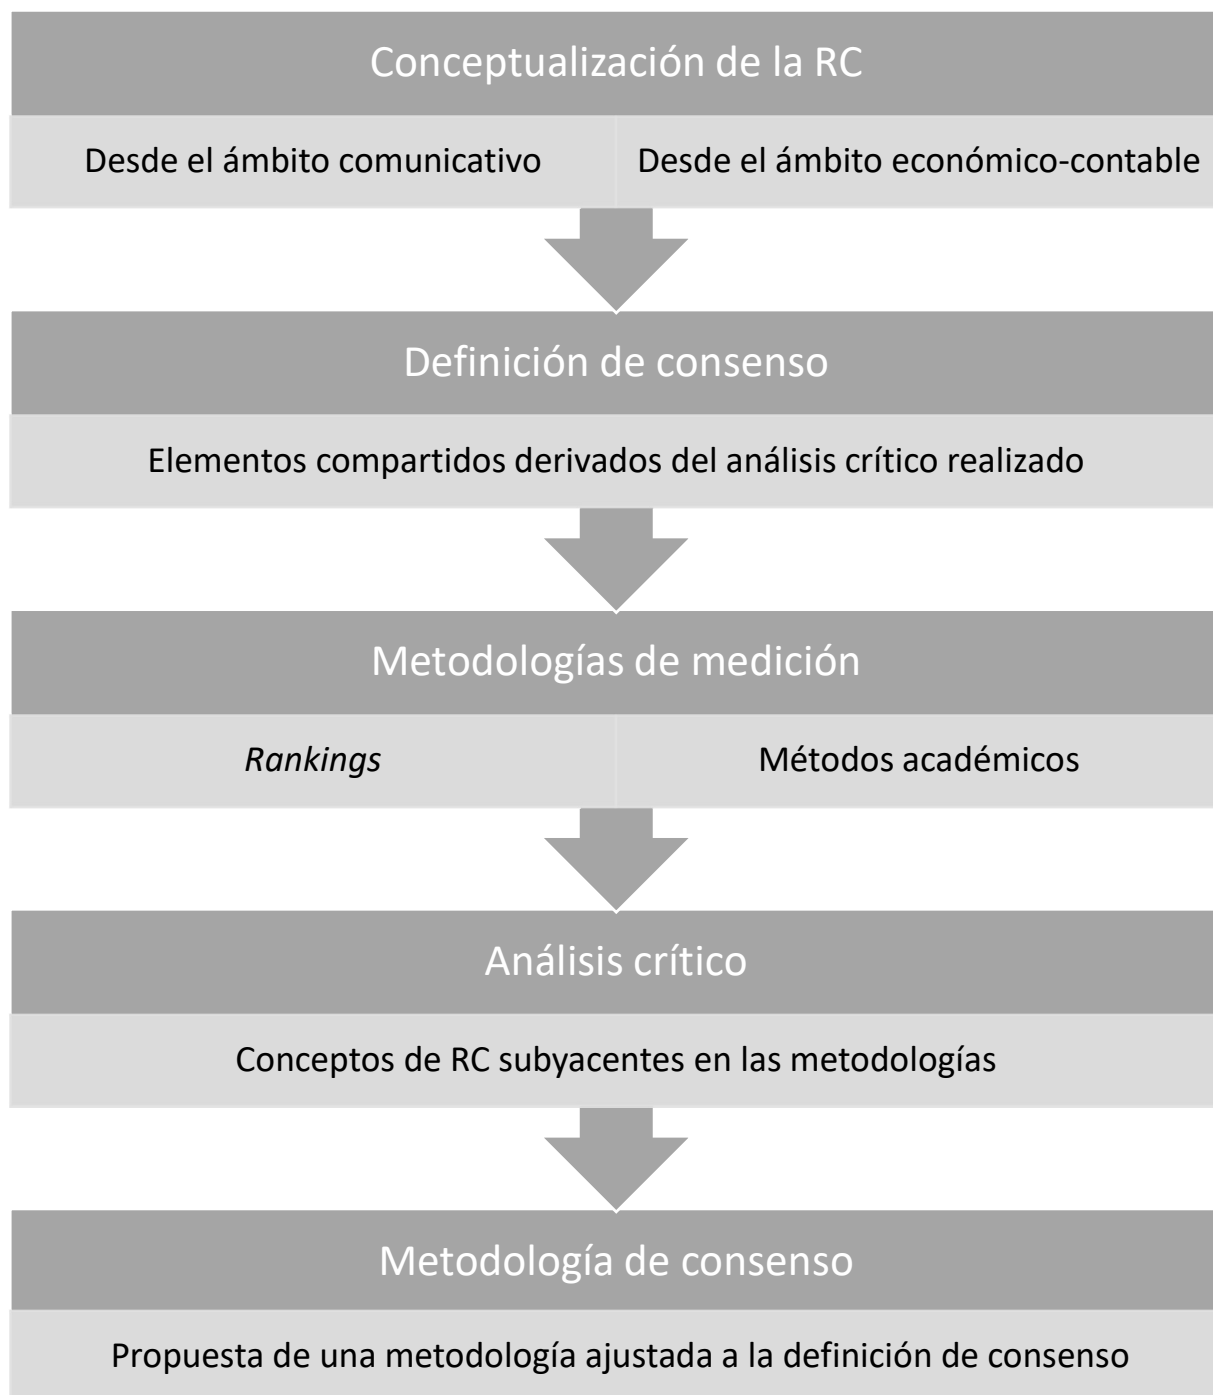 Conceptualización de la RC
Desde el ámbito comunicativo
Desde el ámbito económico-contable
Definición de consenso
Elementos compartidos derivados del análisis crítico realizado
Metodologías de medición
Rankings
Métodos académicos
Análisis crítico
Conceptos de RC subyacentes en las metodologías
Metodología de consenso
Propuesta de una metodología ajustada a la definición de consenso